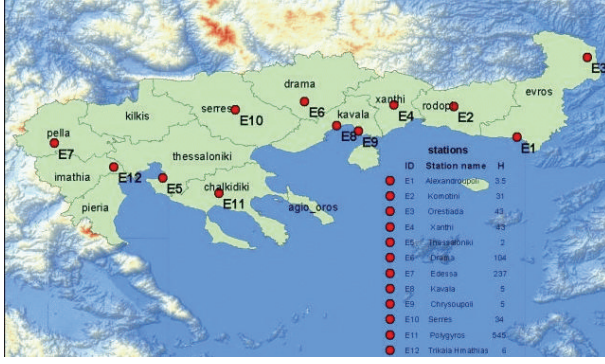 E3
drama
evros
xanthi
kilkis
serres
E6
kavala
rodopi
E10
E4
E2
pella
E8
E9
E1
E7
thessaloniki
stations
imathia
E12
E5
chalkidiki
pieria
E11
agio_oros
ID Station name H
E1 Alexandroupoli 3.5
E2 Komotini 31
E3 Orestiada 43
E4 Xanthi 43
E5 Thessaloniki 2
E6 Drama 104
E7 Edessa 237
E8 Kavala 5
E9 Chrysoupoli 5
E10 Serres 34
E11 Polygyros 545
E12 Trikala Hmathias 6